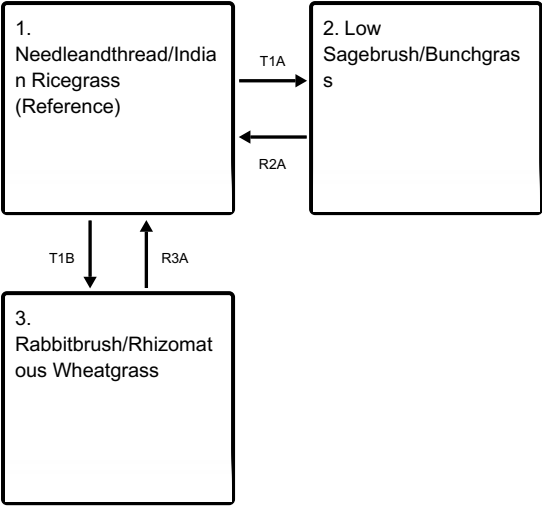 1.
Needleandthread/India
n Ricegrass
(Reference)
T1A
2. Low
Sagebrush/Bunchgras
s
R2A
T1B
R3A
3.
Rabbitbrush/Rhizomat
ous Wheatgrass